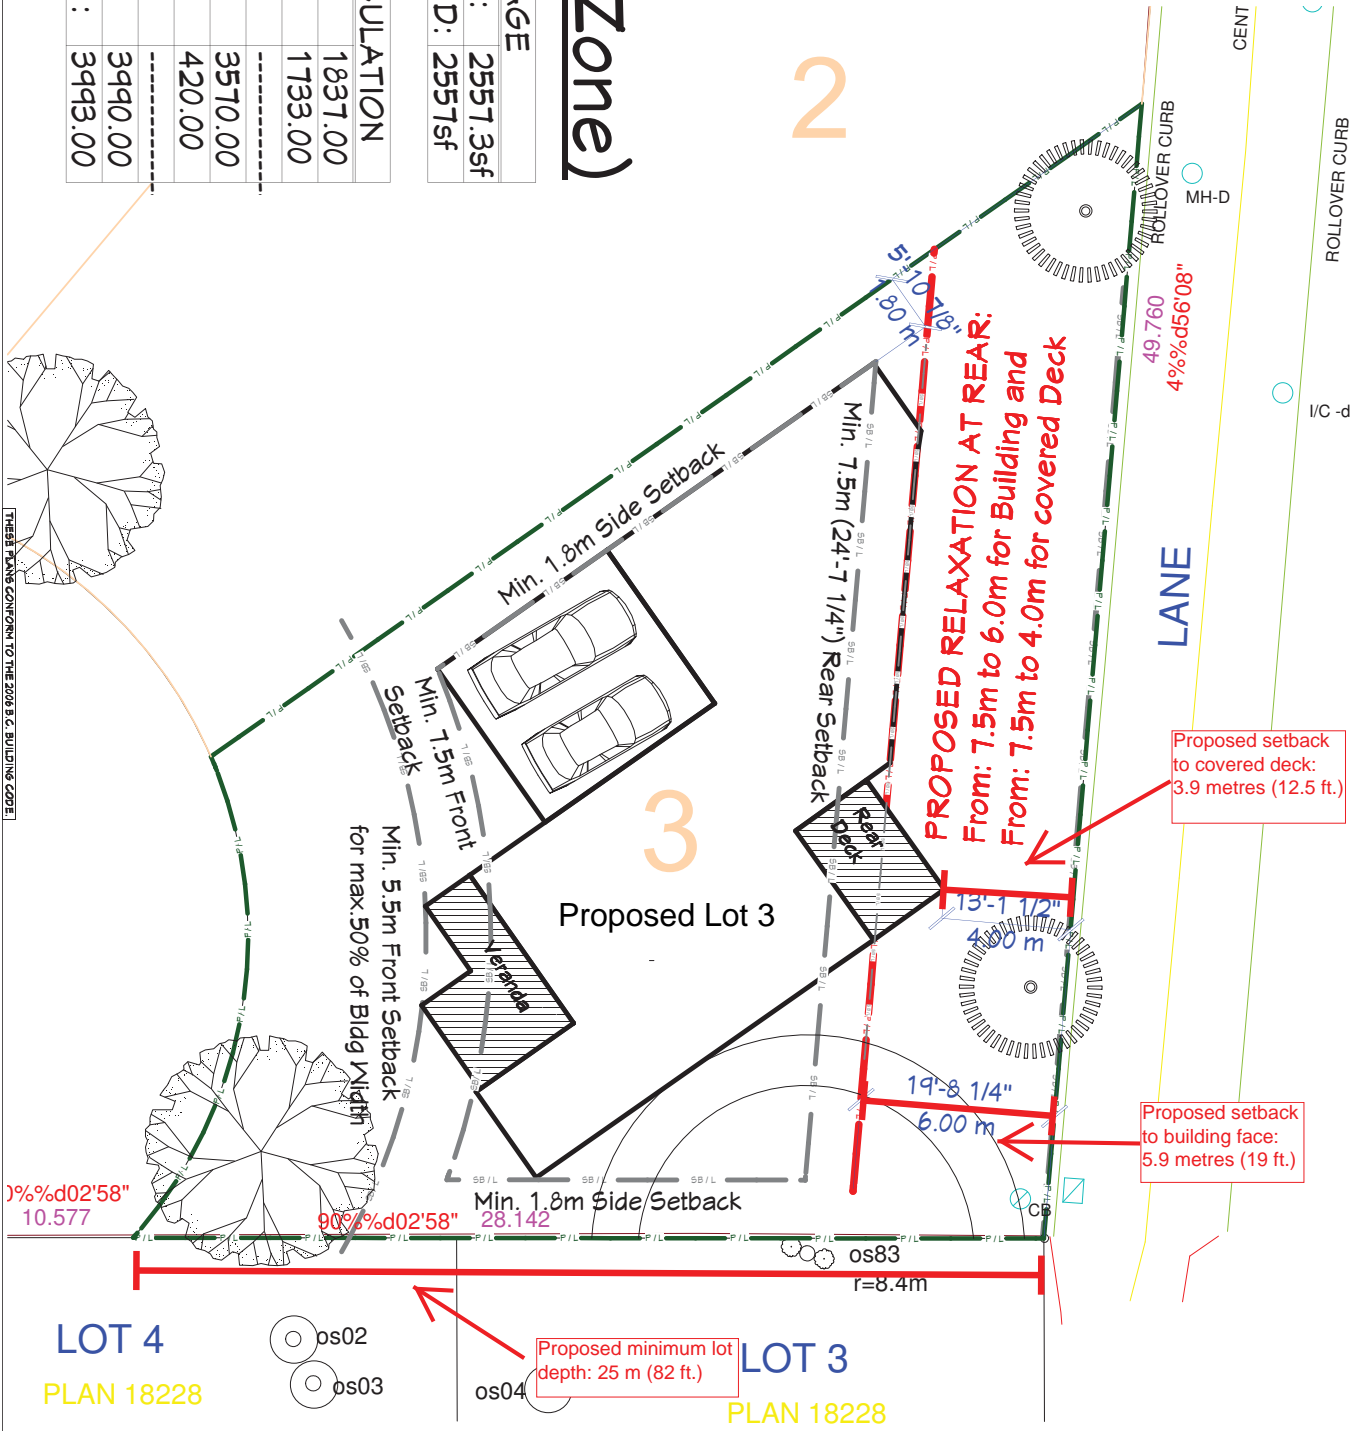 Zone)
AGE
: 2557.3sf
D: 2557sf
ULATION
1837.00
1733.00
3570.00
420.00
3990.00
: 3993.00
2
CENT
ROLLOVER CURB
ROLLOVER CURB
MH-D
I/C -d
49.760
4%%d56'08"
LANE
5'-10 7/8"
1.80 m
PROPOSED RELAXATION AT REAR:
From: 7.5m to 6.0m for Building and
From: 7.5m to 4.0m for covered Deck
Min. 1.8m Side Setback
Min. 7.5m (24'-7 1/4") Rear Setback
Min. 7.5m Front
Setback
Min. 5.5m Front Setback
for max.50% of Bldg Width
THESE PLANS CONFORM TO THE 2006 B.C. BUILDING CODE.
3
Proposed Lot 3
-
Rear
Deck
Veranda
Proposed setback
to covered deck:
3.9 metres (12.5 ft.)
13'-1 1/2"
4.00 m
19'-8 1/4"
6.00 m
Proposed setback
to building face:
5.9 metres (19 ft.)
Min. 1.8m Side Setback
CB
0%%d02'58"
10.577
90%%d02'58"
28.142
os83
r=8.4m
LOT 4
PLAN 18228
os02
os03
os04
Proposed minimum lot
depth: 25 m (82 ft.)
LOT 3
PLAN 18228